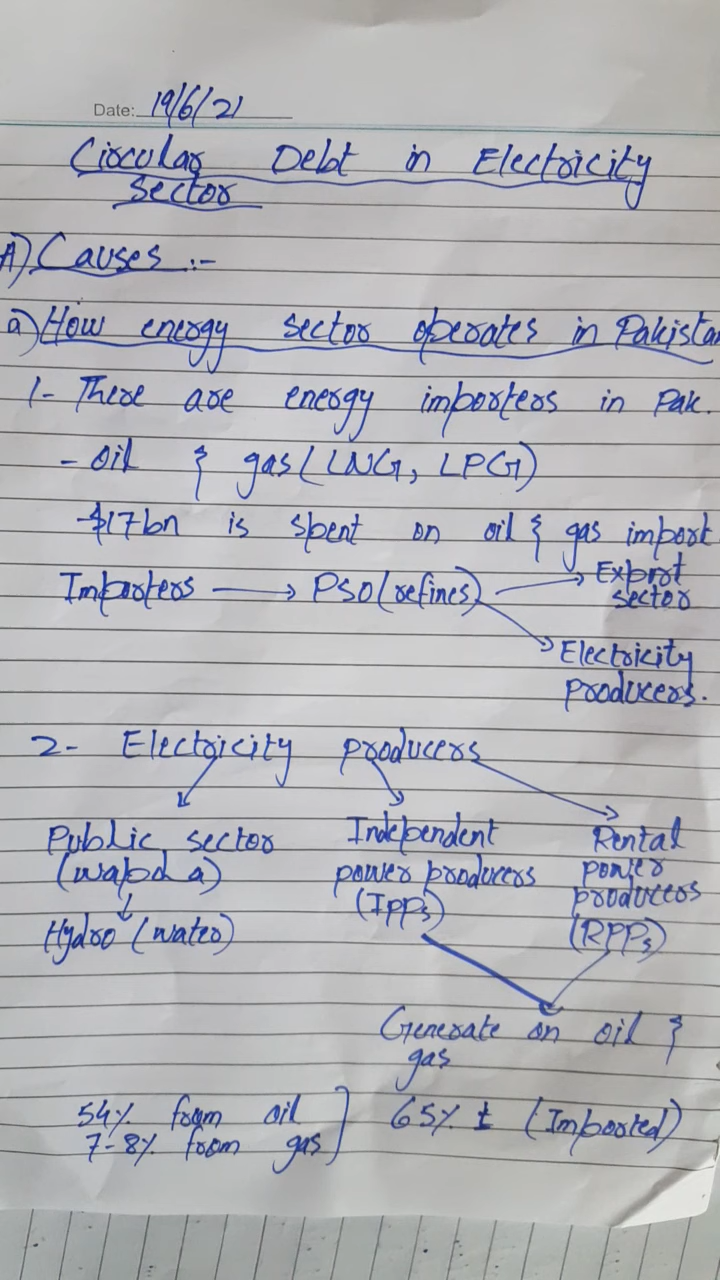 Date: 19/6/21
Circular Debt in Electricity
Sector
A) Causes :-
a) How energy sector operates in Pakistan
1- There are energy importers in Pak.
- Oil & gas (LNG, LPG)
-$17bn is spent on oil & gas import
Importers → PSO (refines) → Export
sector
→ Electricity
producers.
2- Electricity producers
Public sector
(wapda)
↓
Hydro (water)
Independent
power producers
(IPPs)
Rental
power
producers
(RPPs)
Generate on oil &
gas
54% from oil
7-8% from gas
65% ± (Imported)